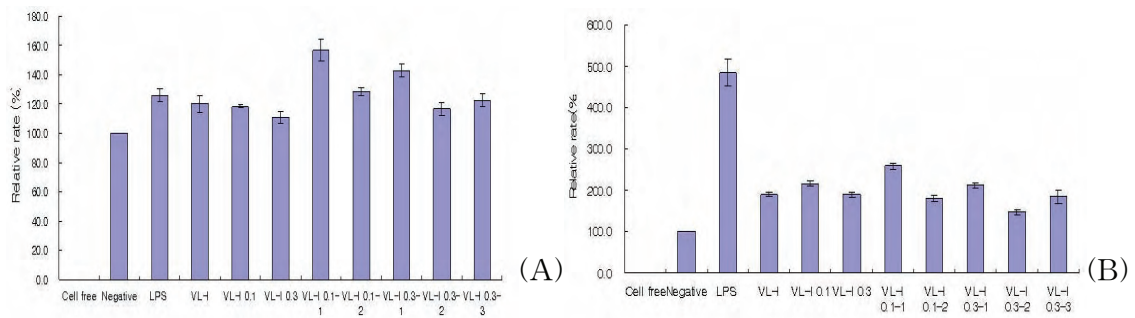 180.0
160.0
140.0
120.0
100.0
80.0
60.0
40.0
20.0
0.0
Relative rate (%)
Cell free Negative LPS VL-I VL-I 0.1 VL-I 0.3 VL-I 0.1- VL-I 0.1- VL-I 0.3- VL-I 0.3- VL-I 0.3-
1 2 1 2 3
(A)
600.0
500.0
400.0
300.0
200.0
100.0
0.0
Relative rate(%
Cell free Negative LPS VL-I VL-I 0.1 VL-I 0.3 VL-I VL-I VL-I VL-I VL-I
0.1-1 0.1-2 0.3-1 0.3-2 0.3-3
(B)